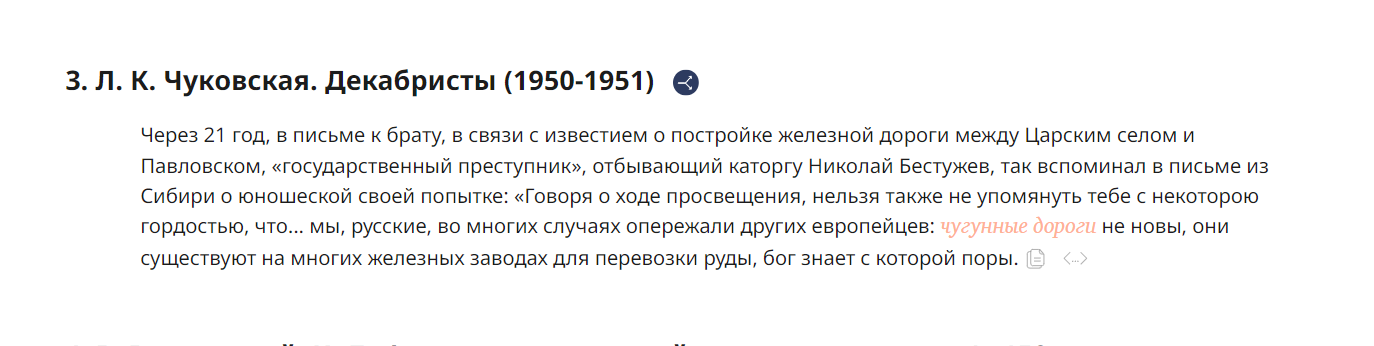 3. Л. К. Чуковская. Декабристы (1950-1951)
Через 21 год, в письме к брату, в связи с известием о постройке железной дороги между Царским селом и
Павловском, «государственный преступник», отбывающий каторгу Николай Бестужев, так вспоминал в письме из
Сибири о юношеской своей попытке: «Говоря о ходе просвещения, нельзя также не упомянуть тебе с некоторою
гордостью, что... мы, русские, во многих случаях опережали других европейцев: чугунные дороги не новы, они
существуют на многих железных заводах для перевозки руды, бог знает с которой поры.